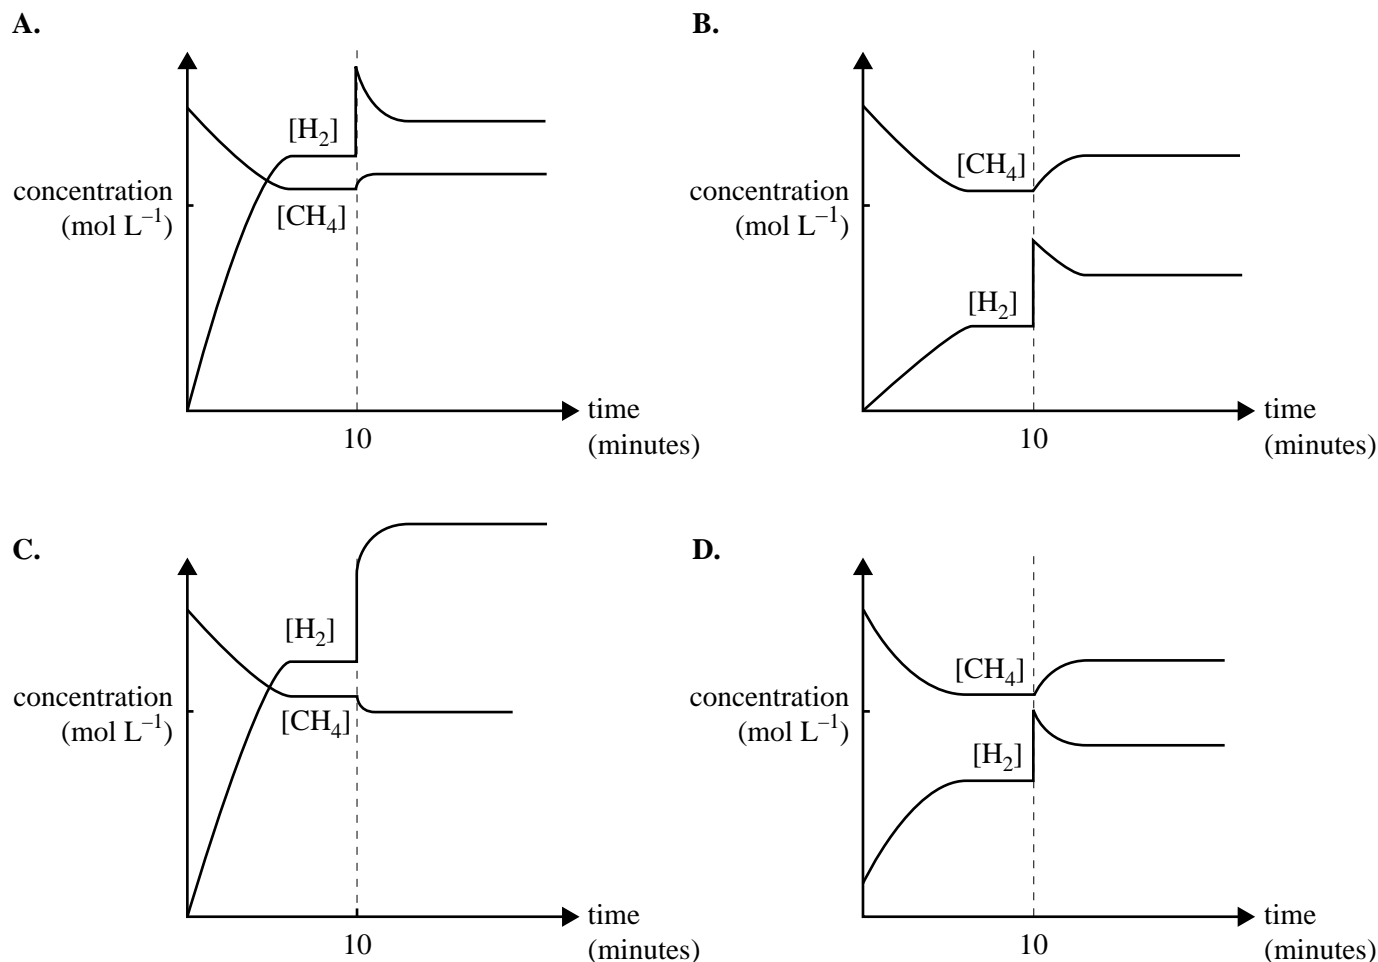 A.
[H₂]
concentration
(mol L⁻¹)
[CH₄]
time
(minutes)
10
B.
[CH₄]
concentration
(mol L⁻¹)
[H₂]
time
(minutes)
10
C.
[H₂]
concentration
(mol L⁻¹)
[CH₄]
time
(minutes)
10
D.
[CH₄]
concentration
(mol L⁻¹)
[H₂]
time
(minutes)
10